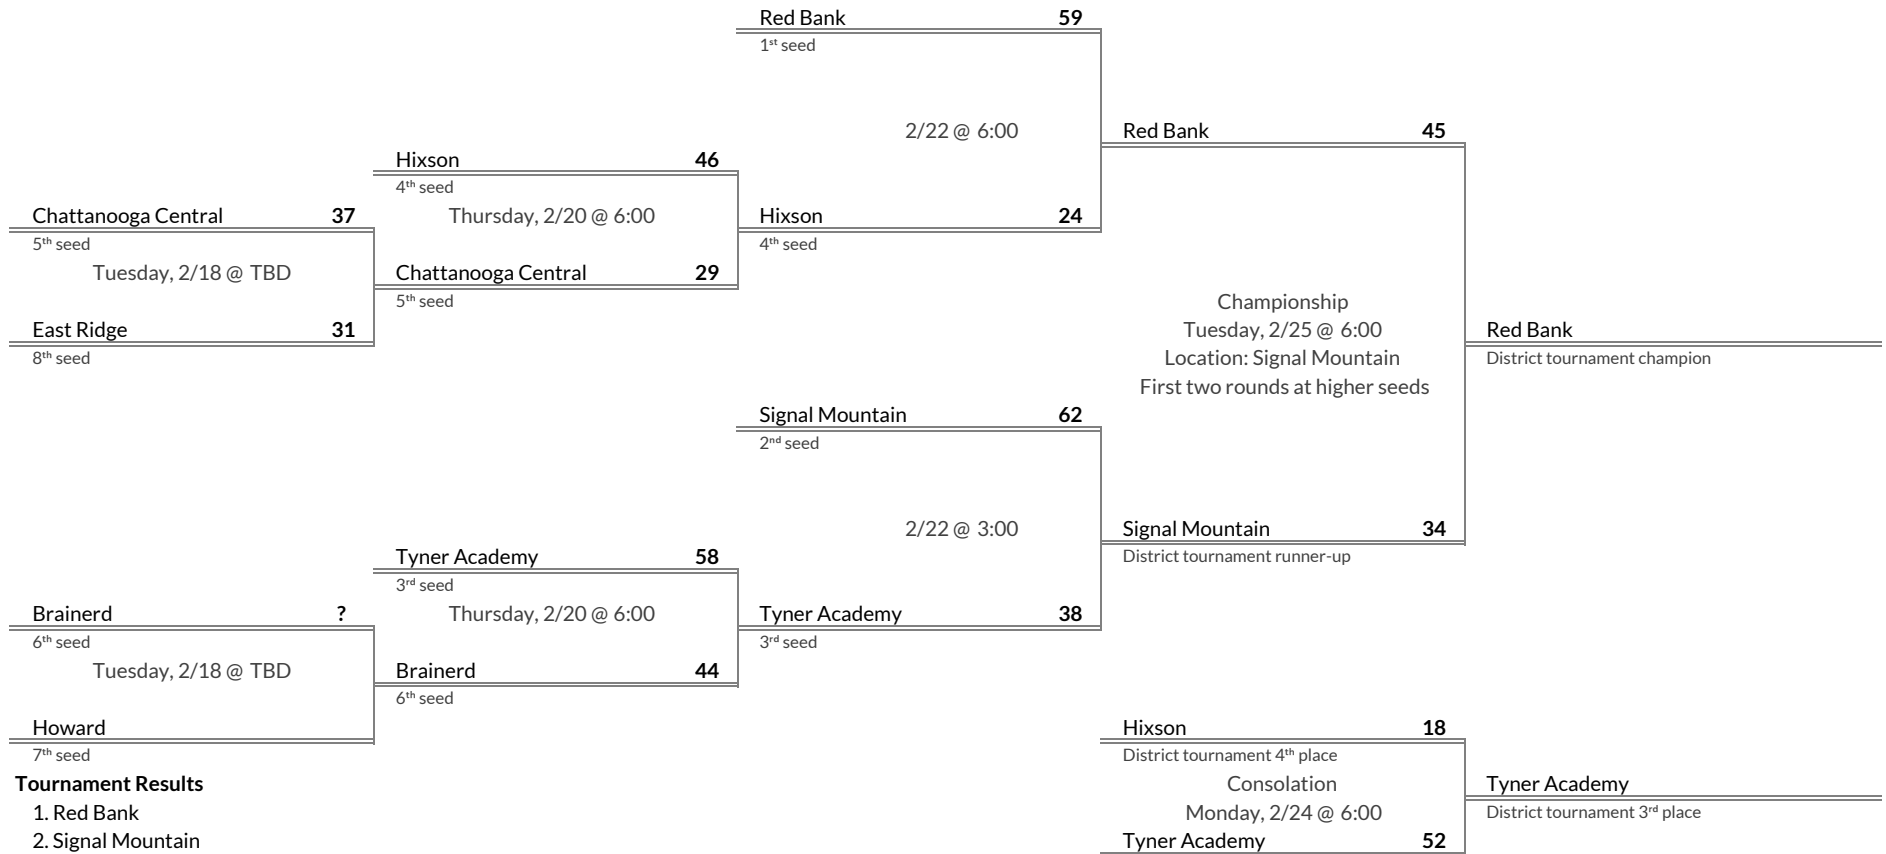 Red Bank 59
1st seed
2/22 @ 6:00
Red Bank 45
Hixson 46
4th seed
Chattanooga Central 37
Thursday, 2/20 @ 6:00
Hixson 24
5th seed
4th seed
Tuesday, 2/18 @ TBD
Chattanooga Central 29
5th seed
Championship
East Ridge 31
Tuesday, 2/25 @ 6:00
Red Bank
8th seed
Location: Signal Mountain
District tournament champion
First two rounds at higher seeds
Signal Mountain 62
2nd seed
2/22 @ 3:00
Signal Mountain 34
Tyner Academy 58
District tournament runner-up
3rd seed
Brainerd ?
Thursday, 2/20 @ 6:00
Tyner Academy 38
6th seed
3rd seed
Tuesday, 2/18 @ TBD
Brainerd 44
6th seed
Howard
Hixson 18
7th seed
District tournament 4th place
Tournament Results
Consolation
Tyner Academy
1. Red Bank
Monday, 2/24 @ 6:00
District tournament 3rd place
2. Signal Mountain
Tyner Academy 52